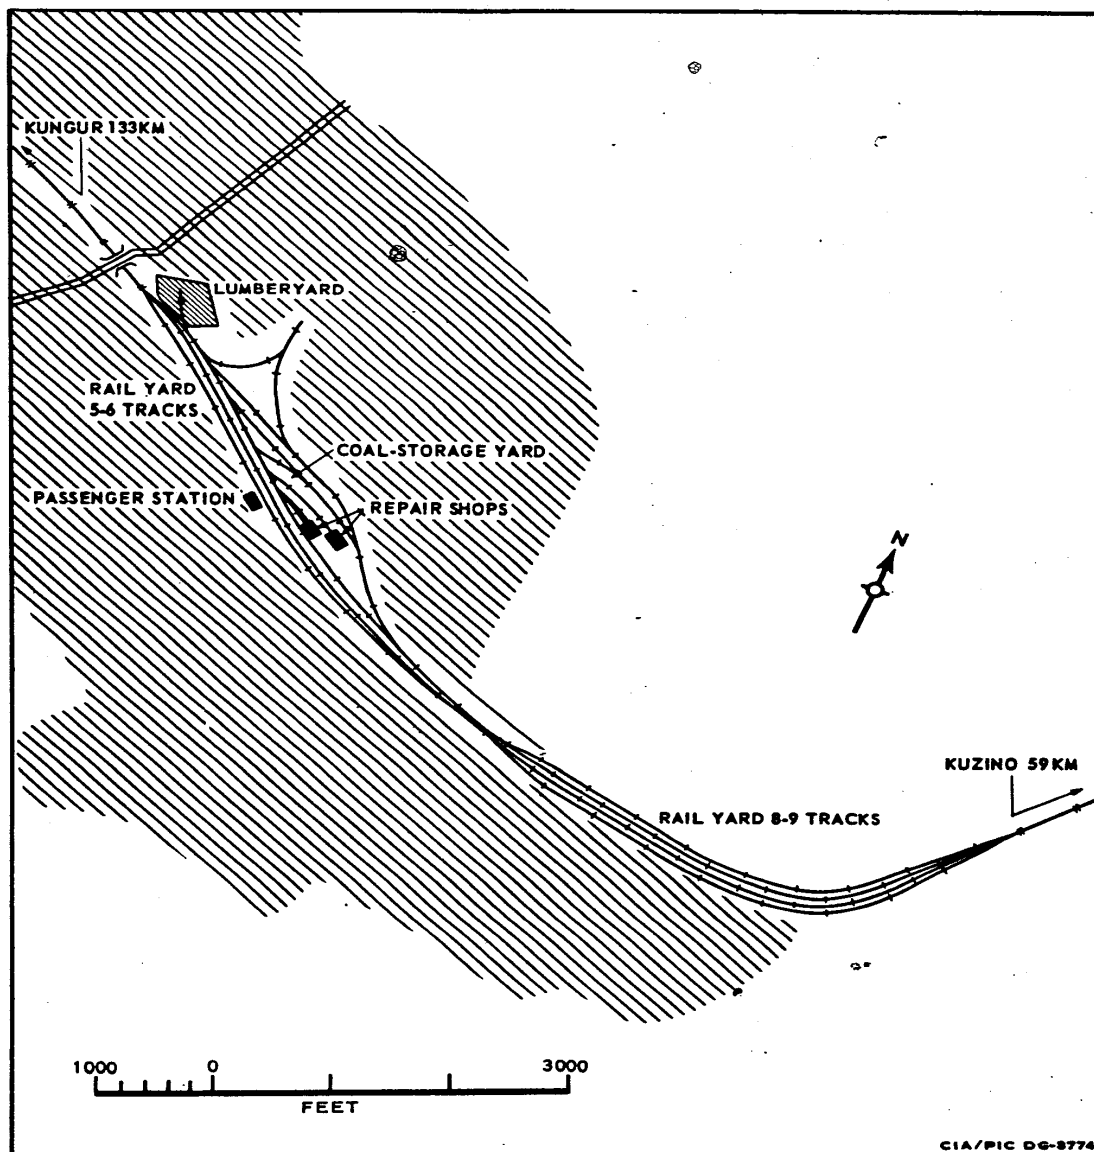 KUNGUR 133KM
LUMBERYARD
RAIL YARD
5-6 TRACKS
COAL-STORAGE YARD
PASSENGER STATION
REPAIR SHOPS
N
KUZINO 59KM
RAIL YARD 8-9 TRACKS
1000 0 3000
FEET
CIA/PIC DG-8774